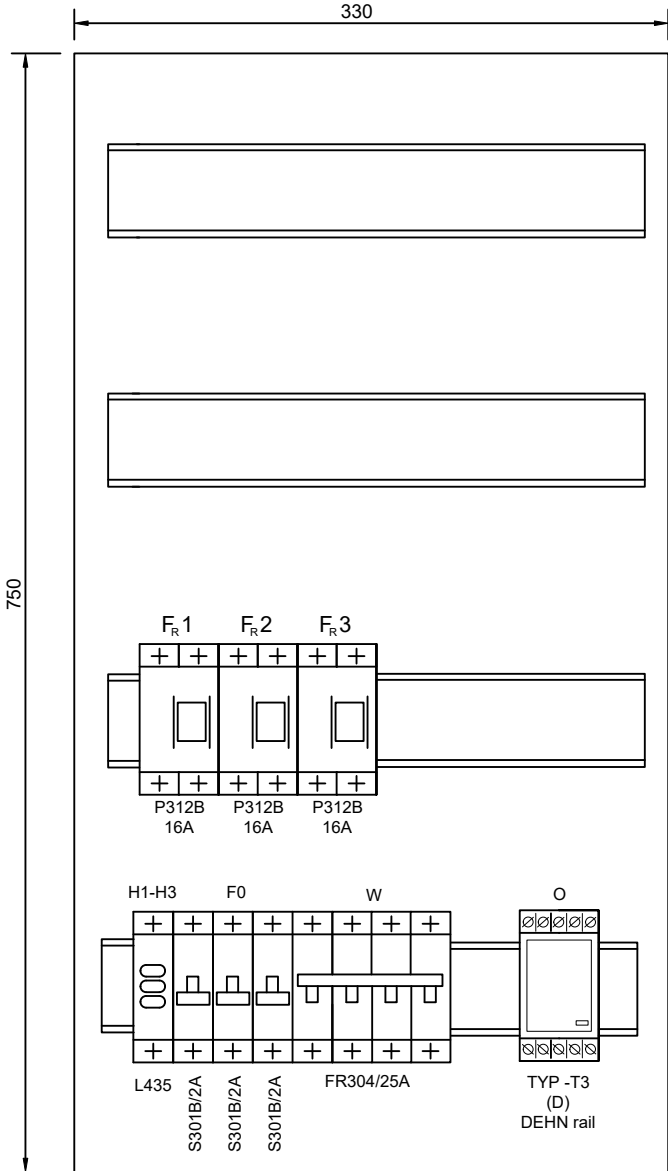 330
750
FR1 FR2 FR3
P312B P312B P312B
16A 16A 16A
H1-H3 F0 W O
L435 S301B/2A S301B/2A S301B/2A FR304/25A TYP -T3
(D)
DEHN rail